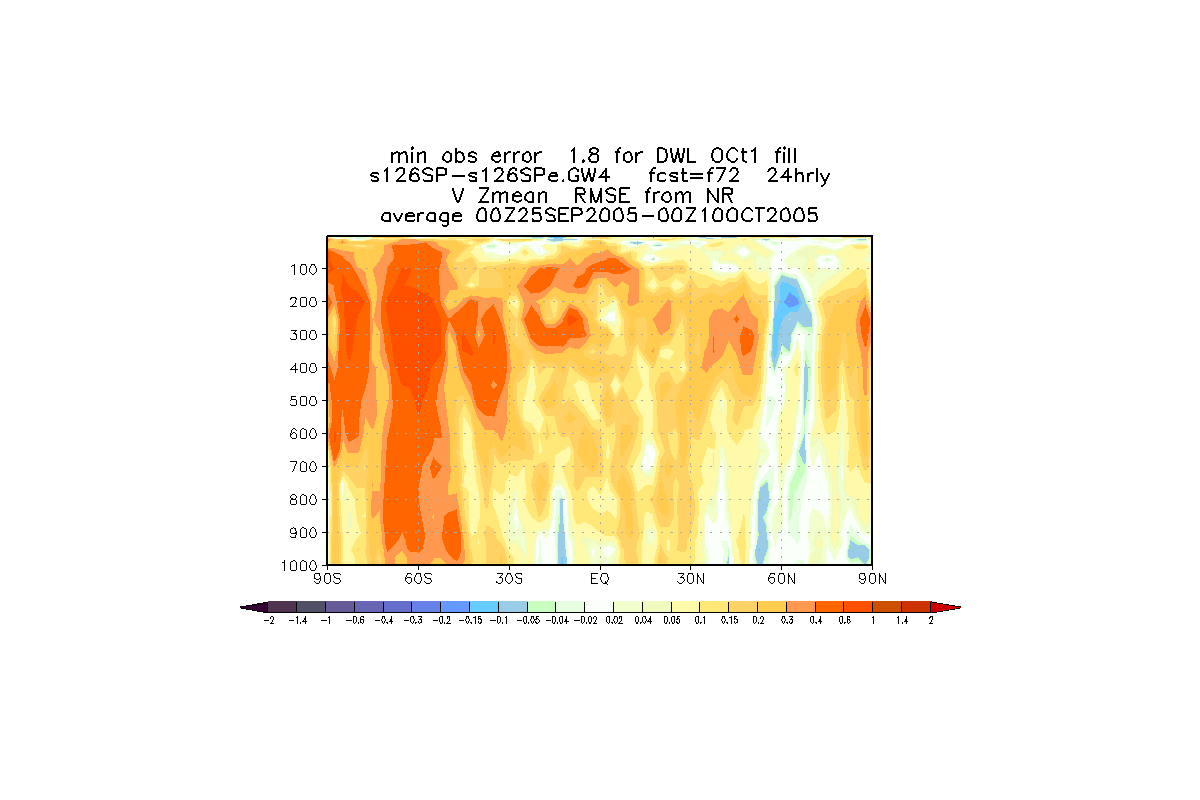 min obs error 1.8 for DWL OCt1 fill
s126SP-s126SPe.GW4 fcst=f72 24hrly
V Zmean RMSE from NR
average 00Z25SEP2005-00Z10OCT2005
100
200
300
400
500
600
700
800
900
1000
90S 60S 30S EQ 30N 60N 90N
-2 -1.4 -1 -0.6 -0.4 -0.3 -0.2 -0.15 -0.1 -0.05 -0.04 -0.02 0.02 0.04 0.05 0.1 0.15 0.2 0.3 0.4 0.6 1 1.4 2